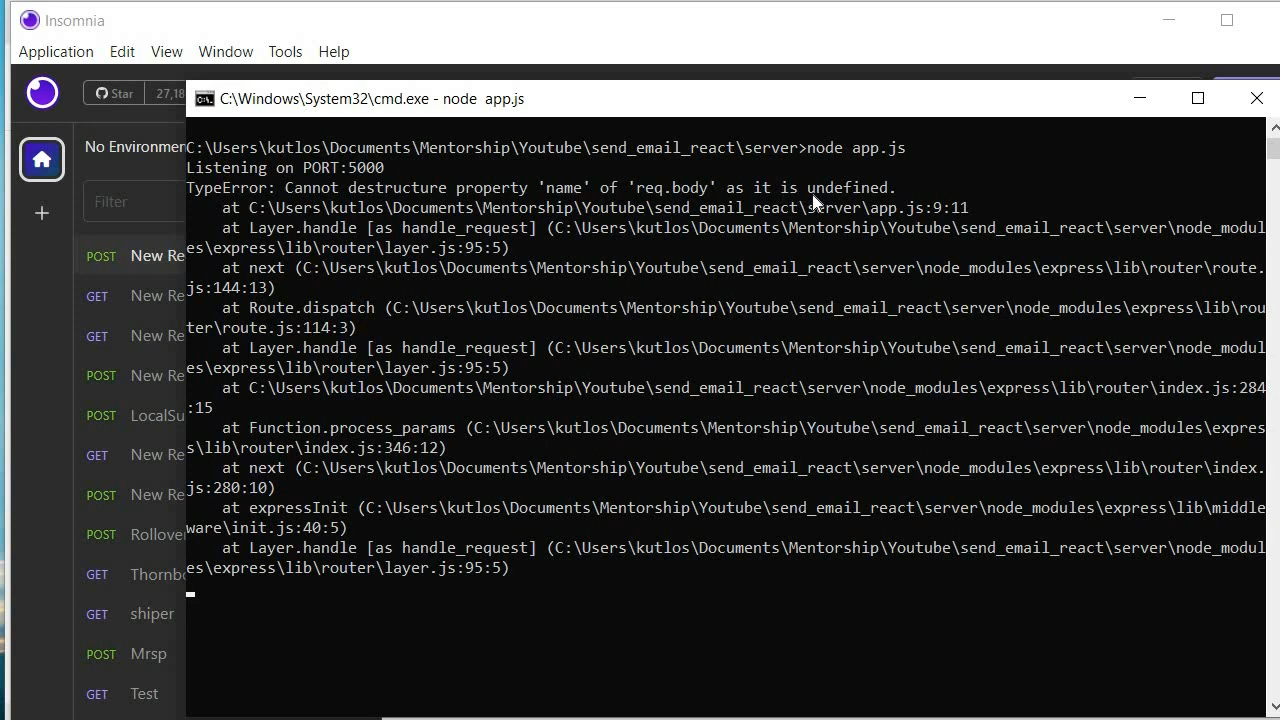 Insomnia
Application Edit View Window Tools Help
Star 27,18
C:\Windows\System32\cmd.exe - node app.js
No Environmen
Filter
POST New Re
GET New Re
GET New Re
POST New Re
POST LocalSu
GET New Re
POST New Re
POST Rollover
GET Thornbo
GET shiper
POST Mrsp
GET Test
C:\Users\kutlos\Documents\Mentorship\Youtube\send_email_react\server>node app.js
Listening on PORT:5000
TypeError: Cannot destructure property 'name' of 'req.body' as it is undefined.
at C:\Users\kutlos\Documents\Mentorship\Youtube\send_email_react\server\app.js:9:11
at Layer.handle [as handle_request] (C:\Users\kutlos\Documents\Mentorship\Youtube\send_email_react\server\node_modul
es\express\lib\router\layer.js:95:5)
at next (C:\Users\kutlos\Documents\Mentorship\Youtube\send_email_react\server\node_modules\express\lib\router\route.
js:144:13)
at Route.dispatch (C:\Users\kutlos\Documents\Mentorship\Youtube\send_email_react\server\node_modules\express\lib\rou
ter\route.js:114:3)
at Layer.handle [as handle_request] (C:\Users\kutlos\Documents\Mentorship\Youtube\send_email_react\server\node_modul
es\express\lib\router\layer.js:95:5)
at C:\Users\kutlos\Documents\Mentorship\Youtube\send_email_react\server\node_modules\express\lib\router\index.js:284
:15
at Function.process_params (C:\Users\kutlos\Documents\Mentorship\Youtube\send_email_react\server\node_modules\expres
s\lib\router\index.js:346:12)
at next (C:\Users\kutlos\Documents\Mentorship\Youtube\send_email_react\server\node_modules\express\lib\router\index.
js:280:10)
at expressInit (C:\Users\kutlos\Documents\Mentorship\Youtube\send_email_react\server\node_modules\express\lib\middle
ware\init.js:40:5)
at Layer.handle [as handle_request] (C:\Users\kutlos\Documents\Mentorship\Youtube\send_email_react\server\node_modul
es\express\lib\router\layer.js:95:5)